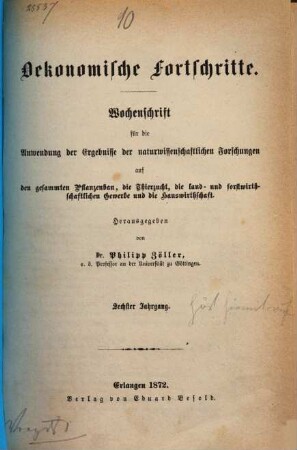 10
Oekonomische Fortschritte.
Wochenschrift
für die
Anwendung der Ergebnisse der naturwissenschaftlichen Forschungen
auf
den gesammten Pflanzenbau, die Thierzucht, die land- und forstwirth-
schaftlichen Gewerbe und die Hauswirthschaft.
Herausgegeben
von
Dr. Philipp Zöller,
o. ö. Professor an der Universität zu Göttingen.
Sechster Jahrgang.
Erlangen 1872.
Verlag von Eduard Besold.